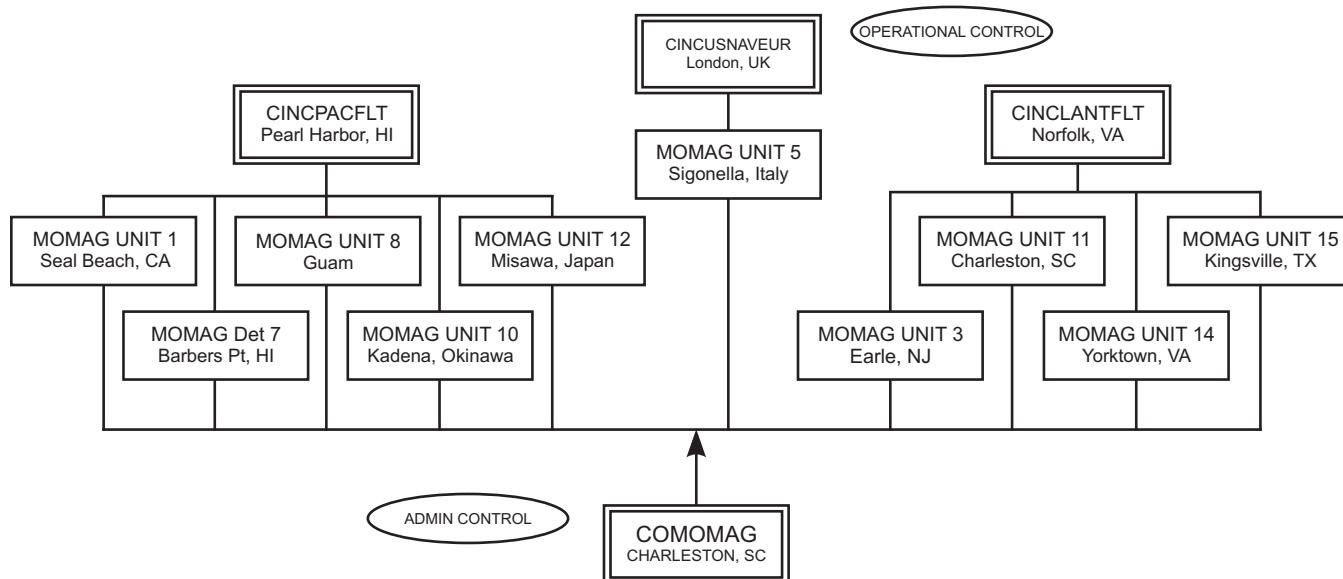 CINCUSNAVEUR
London, UK
OPERATIONAL CONTROL
CINCPACFLT
Pearl Harbor, HI
CINCLANTFLT
Norfolk, VA
MOMAG UNIT 5
Sigonella, Italy
MOMAG UNIT 1
Seal Beach, CA
MOMAG UNIT 8
Guam
MOMAG UNIT 12
Misawa, Japan
MOMAG UNIT 11
Charleston, SC
MOMAG UNIT 15
Kingsville, TX
MOMAG Det 7
Barbers Pt, HI
MOMAG UNIT 10
Kadena, Okinawa
MOMAG UNIT 3
Earle, NJ
MOMAG UNIT 14
Yorktown, VA
ADMIN CONTROL
COMOMAG
CHARLESTON, SC